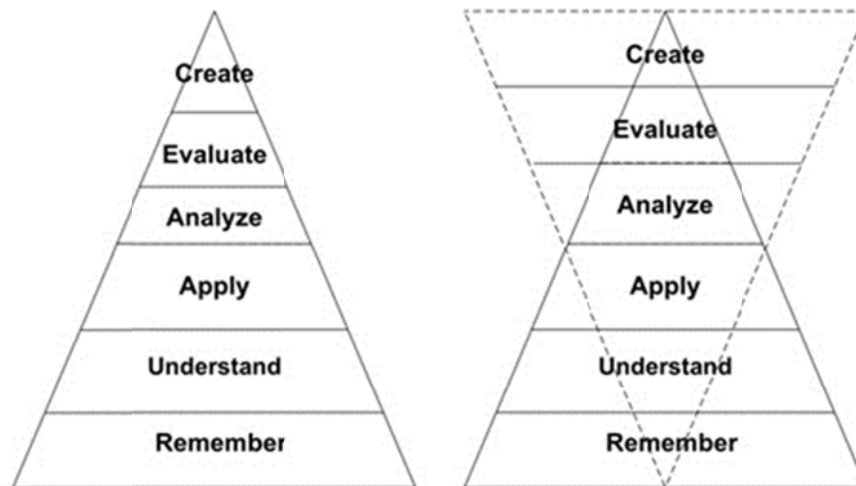 Create
Evaluate
Analyze
Apply
Understand
Remember
Create
Evaluate
Analyze
Apply
Understand
Remember